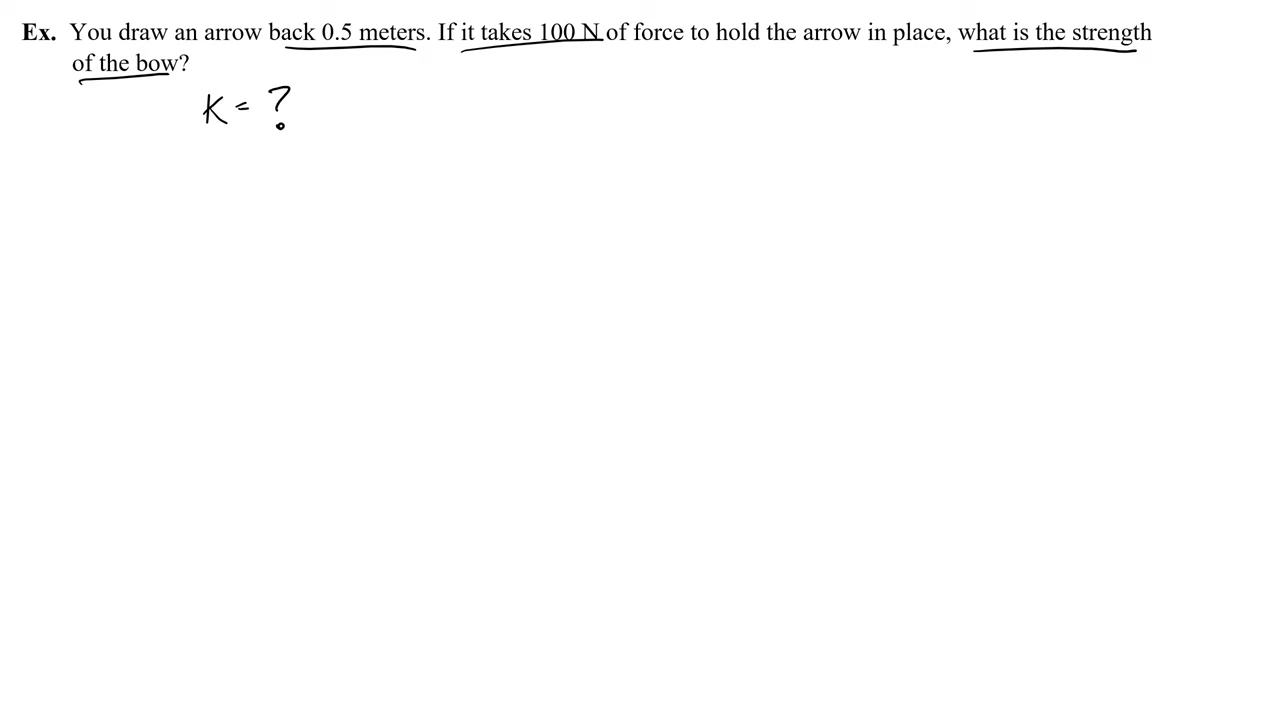 Ex. You draw an arrow back 0.5 meters. If it takes 100 N of force to hold the arrow in place, what is the strength
of the bow?
K = ?